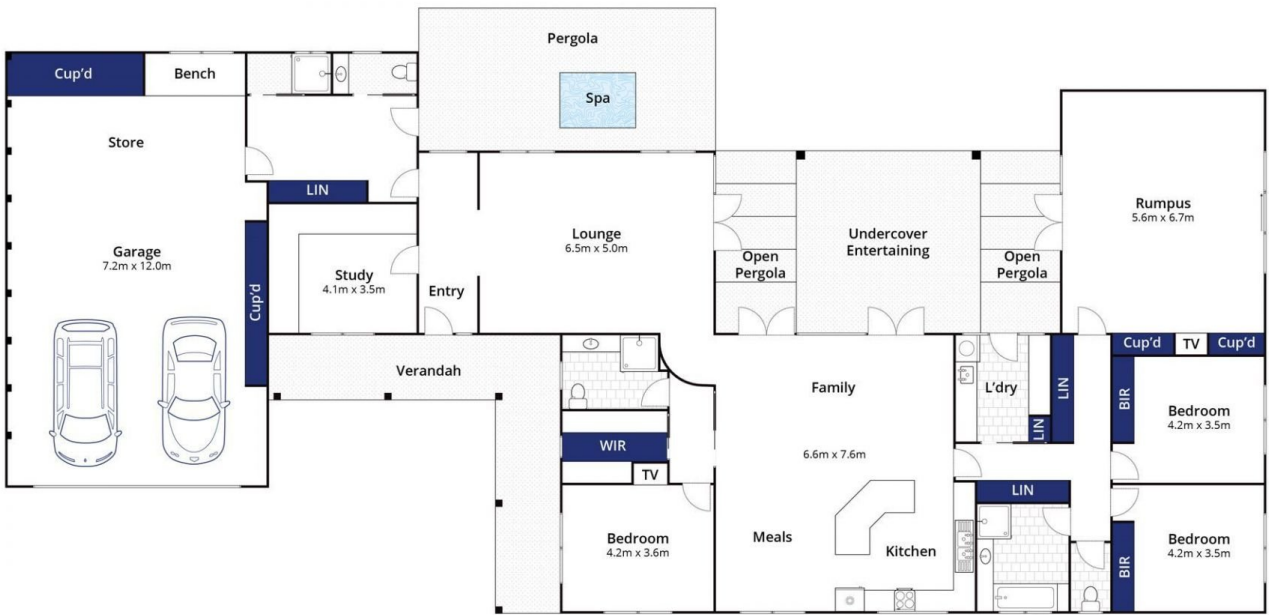 Pergola
Spa
Cup'd
Bench
Store
LIN
Garage
7.2m x 12.0m
Cup'd
Study
4.1m x 3.5m
Entry
Lounge
6.5m x 5.0m
Open
Pergola
Undercover
Entertaining
Open
Pergola
Rumpus
5.6m x 6.7m
Verandah
Family
6.6m x 7.6m
L'dry
LIN
LIN
Cup'd
TV
Cup'd
BIR
Bedroom
4.2m x 3.5m
WIR
TV
Bedroom
4.2m x 3.6m
Meals
Kitchen
LIN
BIR
Bedroom
4.2m x 3.5m